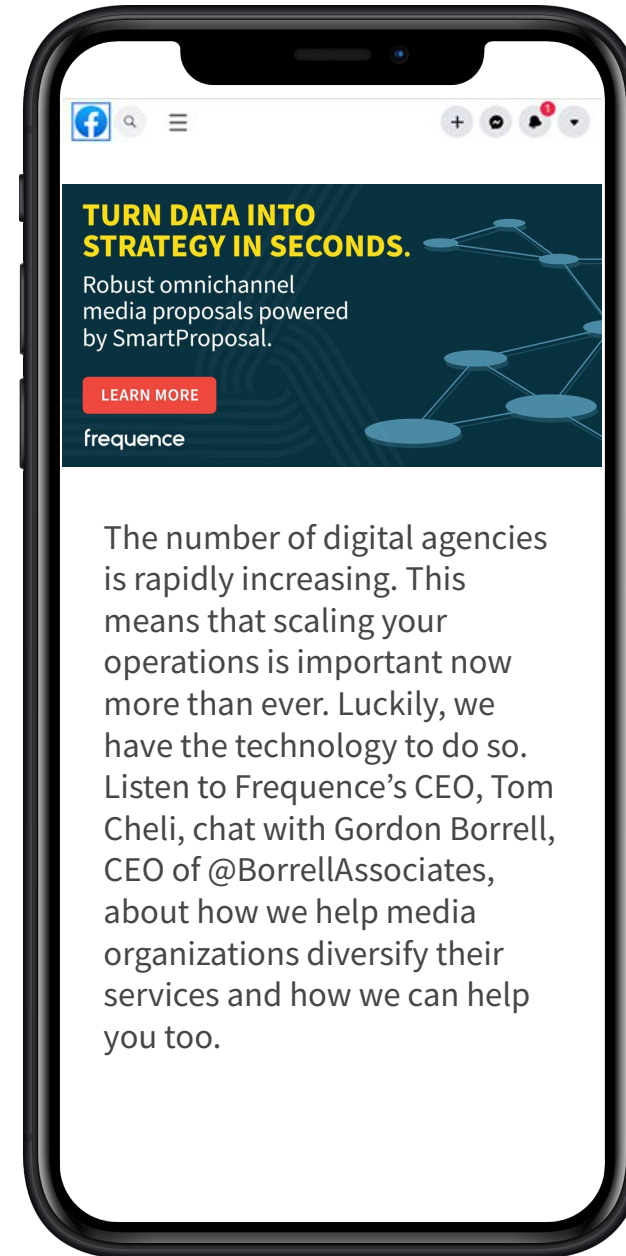 1
TURN DATA INTO
STRATEGY IN SECONDS.
Robust omnichannel
media proposals powered
by SmartProposal.
LEARN MORE
frequence
The number of digital agencies
is rapidly increasing. This
means that scaling your
operations is important now
more than ever. Luckily, we
have the technology to do so.
Listen to Frequence’s CEO, Tom
Cheli, chat with Gordon Borrell,
CEO of @BorrellAssociates,
about how we help media
organizations diversify their
services and how we can help
you too.